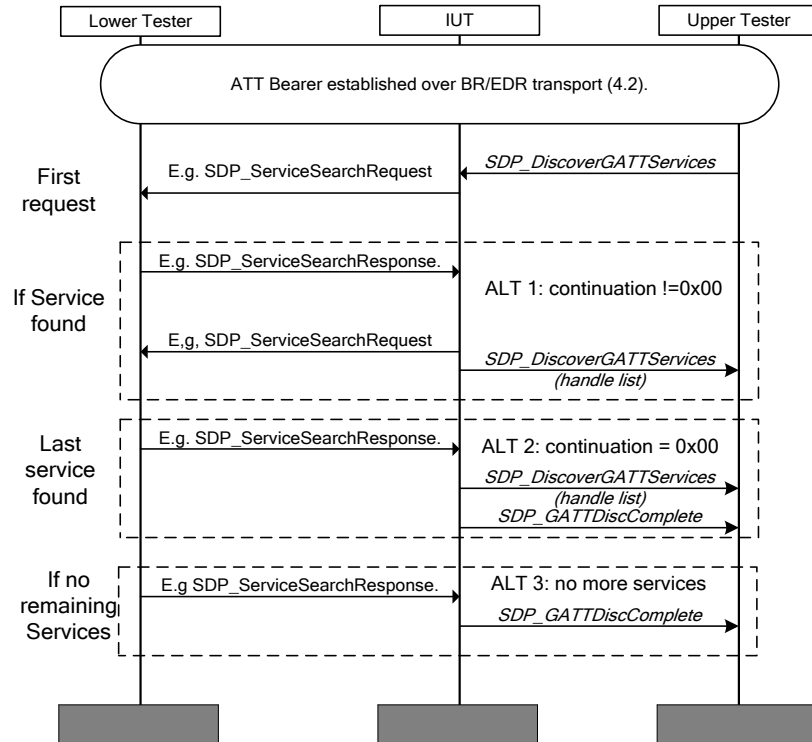 Lower Tester
IUT
Upper Tester
ATT Bearer established over BR/EDR transport (4.2).
First
request
E.g. SDP_ServiceSearchRequest
SDP_DiscoverGATTServices
If Service
found
E.g. SDP_ServiceSearchResponse.
ALT 1: continuation !=0x00
E,g, SDP_ServiceSearchRequest
SDP_DiscoverGATTServices
(handle list)
Last
service
found
E.g. SDP_ServiceSearchResponse.
ALT 2: continuation = 0x00
SDP_DiscoverGATTServices
(handle list)
SDP_GATTDiscComplete
If no
remaining
Services
E.g SDP_ServiceSearchResponse.
ALT 3: no more services
SDP_GATTDiscComplete